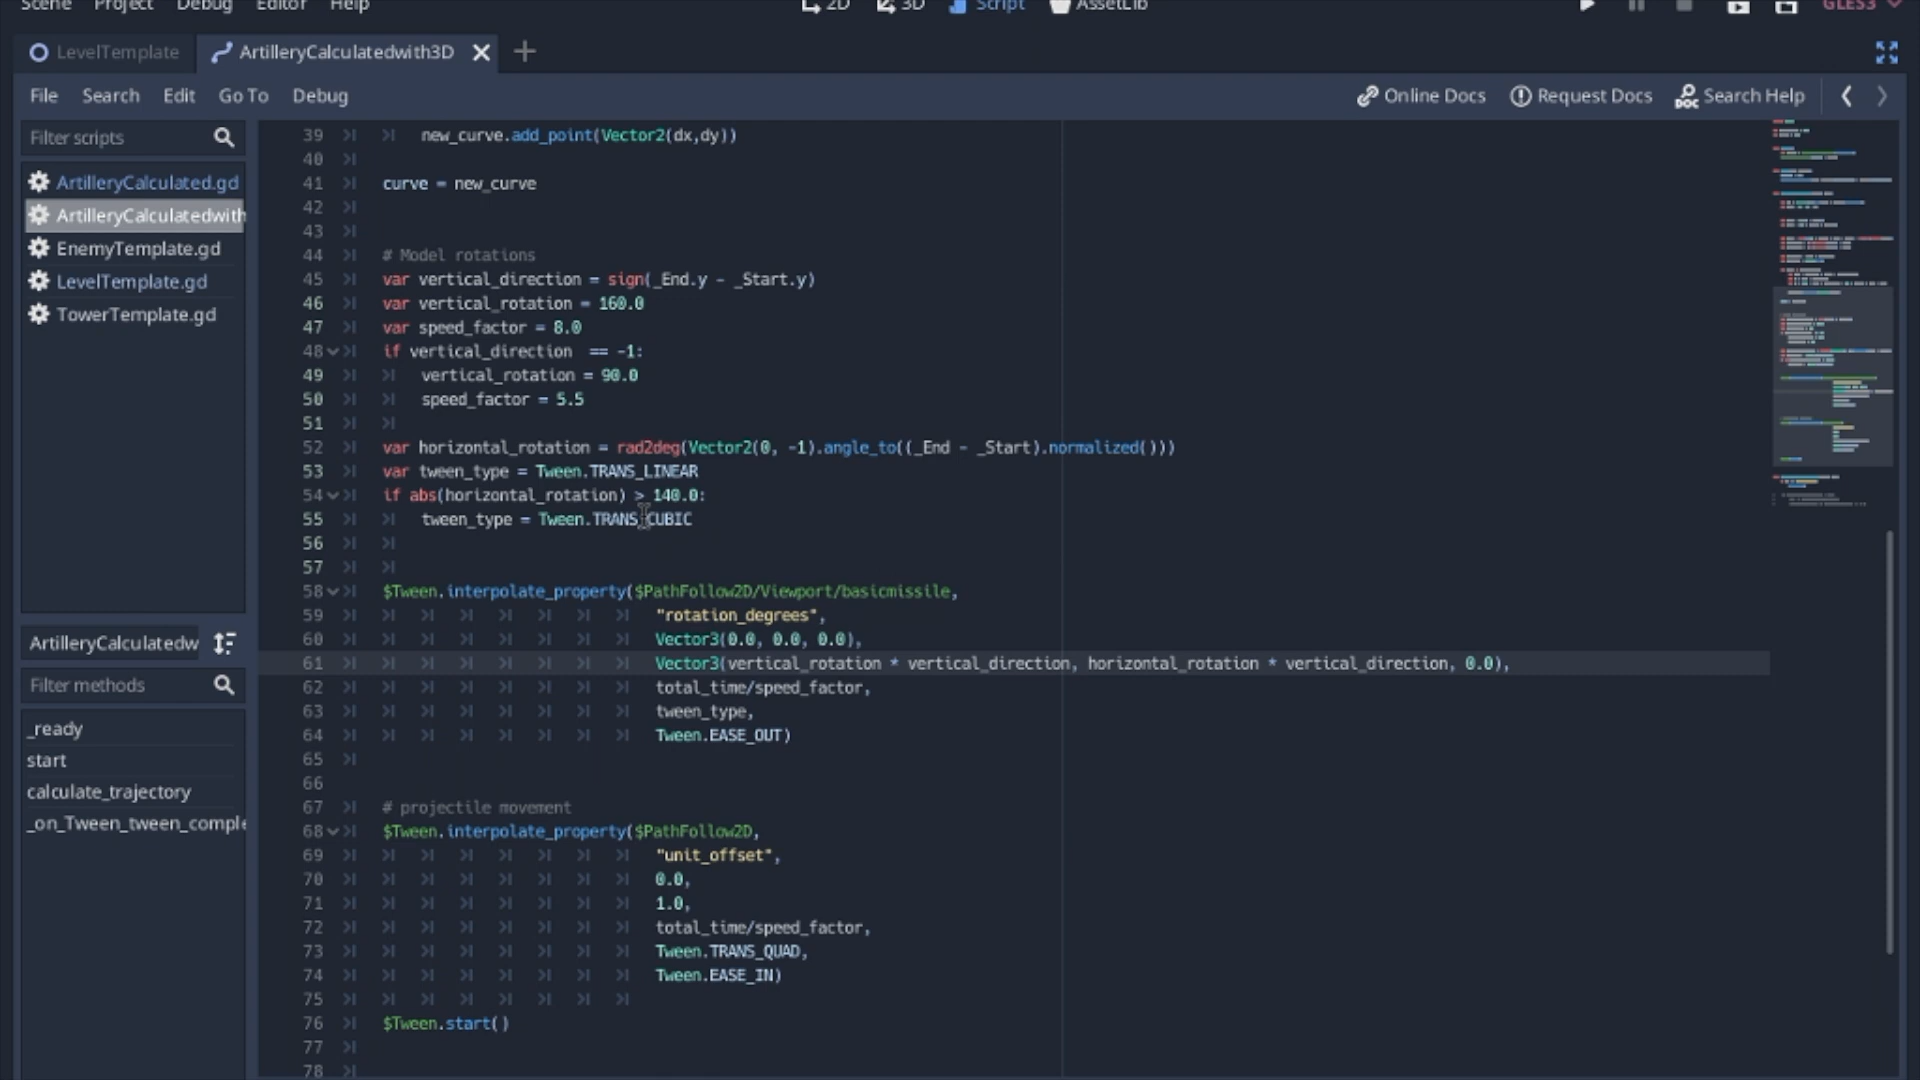 Scene Project Debug Editor Help 2D 3D Script AssetLib GLES3
LevelTemplate ArtilleryCalculatedwith3D
File Search Edit Go To Debug Online Docs Request Docs Search Help
Filter scripts
ArtilleryCalculated.gd
ArtilleryCalculatedwith
EnemyTemplate.gd
LevelTemplate.gd
TowerTemplate.gd
ArtilleryCalculatedw
Filter methods
_ready
start
calculate_trajectory
_on_Tween_tween_comple
39 new_curve.add_point(Vector2(dx,dy))
40
41 curve = new_curve
42
43
44 # Model rotations
45 var vertical_direction = sign(_End.y - _Start.y)
46 var vertical_rotation = 160.0
47 var speed_factor = 8.0
48 if vertical_direction  == -1:
49 vertical_rotation = 90.0
50 speed_factor = 5.5
51
52 var horizontal_rotation = rad2deg(Vector2(0, -1).angle_to((_End - _Start).normalized()))
53 var tween_type = Tween.TRANS_LINEAR
54 if abs(horizontal_rotation) > 140.0:
55 tween_type = Tween.TRANS_CUBIC
56
57
58 $Tween.interpolate_property($PathFollow2D/Viewport/basicmissile,
59 "rotation_degrees",
60 Vector3(0.0, 0.0, 0.0),
61 Vector3(vertical_rotation * vertical_direction, horizontal_rotation * vertical_direction, 0.0),
62 total_time/speed_factor,
63 tween_type,
64 Tween.EASE_OUT)
65
66
67 # projectile movement
68 $Tween.interpolate_property($PathFollow2D,
69 "unit_offset",
70 0.0,
71 1.0,
72 total_time/speed_factor,
73 Tween.TRANS_QUAD,
74 Tween.EASE_IN)
75
76 $Tween.start()
77
78